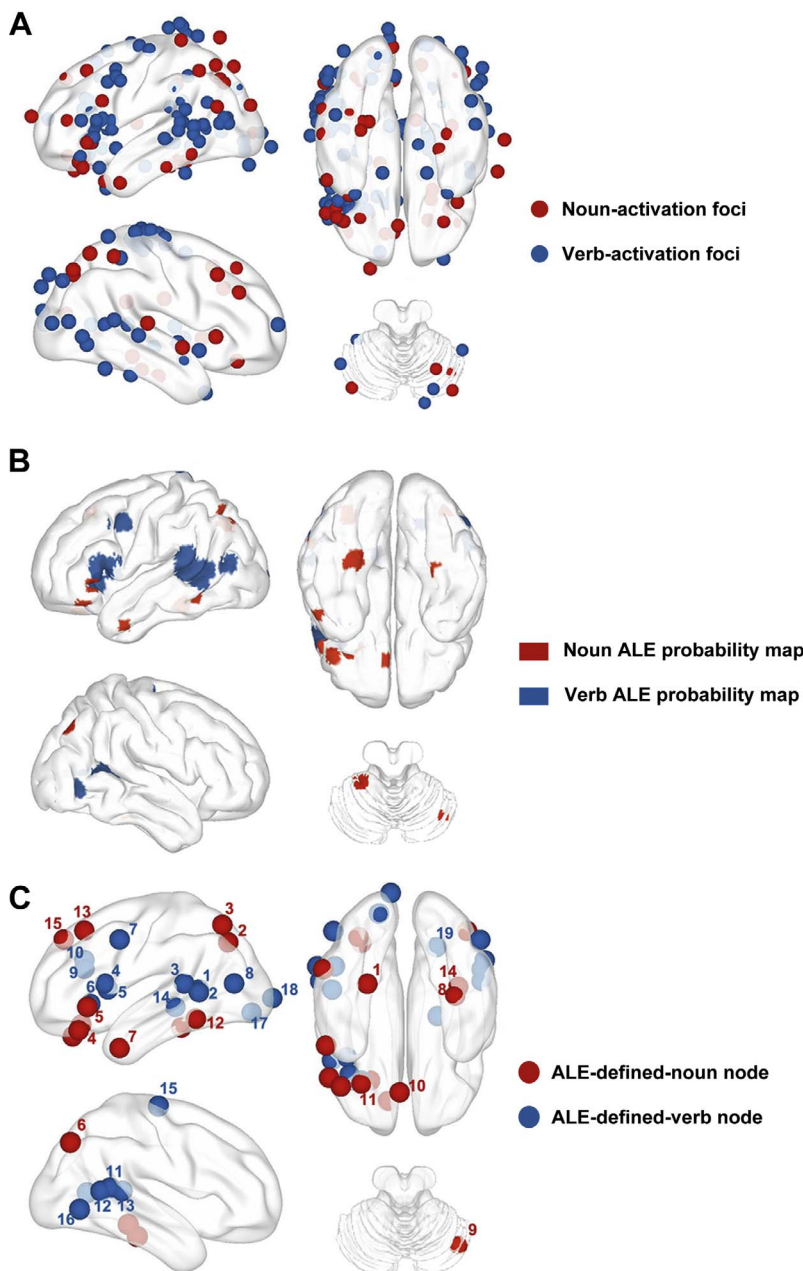 A
Noun-activation foci
Verb-activation foci
B
Noun ALE probability map
Verb ALE probability map
C
15 13 7 3 2
10 9 4 3 1 8
6 5 5 2 14 18
4 7 12 17
19
1 14
8
11 10
ALE-defined-noun node
ALE-defined-verb node
15
6
11
12 13
16
9